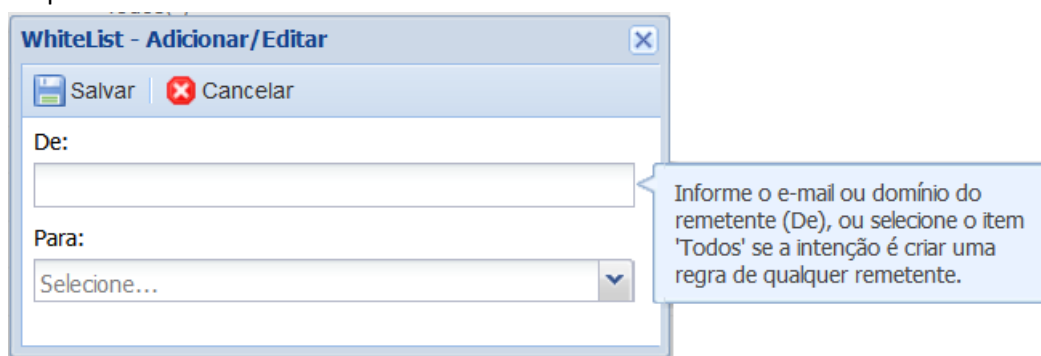 WhiteList - Adicionar/Editar
Salvar Cancelar
De:
Informe o e-mail ou domínio do
remetente (De), ou selecione o item
'Todos' se a intenção é criar uma
regra de qualquer remetente.
Para:
Selecione...